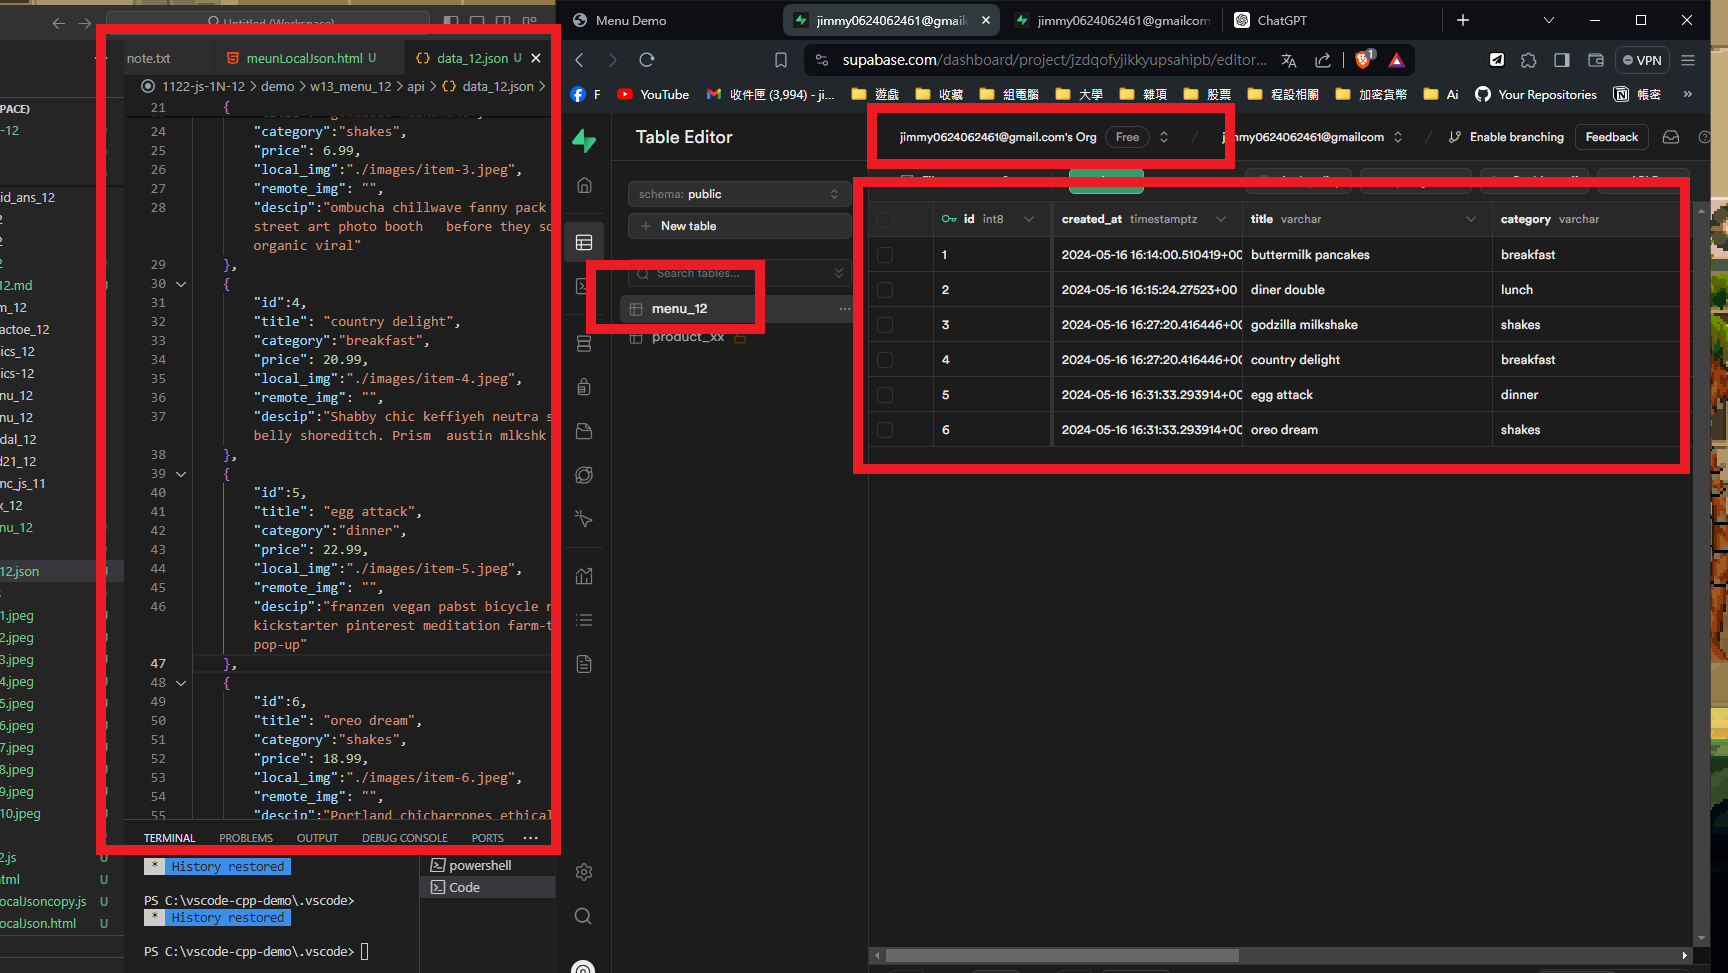 Untitled (Workspace)
note.txt
meunLocalJson.html U
data_12.json U
1122-js-1N-12 > demo > w13_menu_12 > api > data_12.json >
PACE)
-12
id_ans_12
2
2
2
12.md
m_12
actoe_12
sics_12
ics-12
nu_12
nu_12
dal_12
d21_12
nc_js_11
x_12
nu_12
12.json
1.jpeg
2.jpeg
3.jpeg
4.jpeg
5.jpeg
6.jpeg
7.jpeg
8.jpeg
9.jpeg
10.jpeg
2.js U
html U
ocalJsoncopy.js U
ocalJson.html U
21 {
24 "category":"shakes",
25 "price": 6.99,
26 "local_img":"./images/item-3.jpeg",
27 "remote_img": "",
28 "descip":"ombucha chillwave fanny pack
street art photo booth before they so
organic viral"
29 },
30 {
31 "id":4,
32 "title": "country delight",
33 "category":"breakfast",
34 "price": 20.99,
35 "local_img":"./images/item-4.jpeg",
36 "remote_img": "",
37 "descip":"Shabby chic keffiyeh neutra s
belly shoreditch. Prism austin mlkshk
38 },
39 {
40 "id":5,
41 "title": "egg attack",
42 "category":"dinner",
43 "price": 22.99,
44 "local_img":"./images/item-5.jpeg",
45 "remote_img": "",
46 "descip":"franzen vegan pabst bicycle r
kickstarter pinterest meditation farm-t
pop-up"
47 },
48 {
49 "id":6,
50 "title": "oreo dream",
51 "category":"shakes",
52 "price": 18.99,
53 "local_img":"./images/item-6.jpeg",
54 "remote_img": "",
55 "descip":"Portland chicharrones ethical
TERMINAL PROBLEMS OUTPUT DEBUG CONSOLE PORTS
* History restored
PS C:\vscode-cpp-demo\.vscode>
* History restored
PS C:\vscode-cpp-demo\.vscode>
powershell
Code
Menu Demo
jimmy0624062461@gmail
jimmy0624062461@gmailcom
ChatGPT
supabase.com/dashboard/project/jzdqofyjikkyupsahipb/editor...
1
VPN
F
YouTube
收件匣 (3,994) - ji...
遊戲
收藏
組電腦
大學
雜項
股票
程設相關
加密貨幣
Ai
Your Repositories
帳密
»
Table Editor
jimmy0624062461@gmail.com's Org Free / jimmy0624062461@gmailcom / Enable branching Feedback
schema: public
New table
Search tables...
menu_12
product_xx
id int8 created_at timestamptz title varchar category varchar
1 2024-05-16 16:14:00.510419+00 buttermilk pancakes breakfast
2 2024-05-16 16:15:24.27523+00 diner double lunch
3 2024-05-16 16:27:20.416446+00 godzilla milkshake shakes
4 2024-05-16 16:27:20.416446+00 country delight breakfast
5 2024-05-16 16:31:33.293914+00 egg attack dinner
6 2024-05-16 16:31:33.293914+00 oreo dream shakes